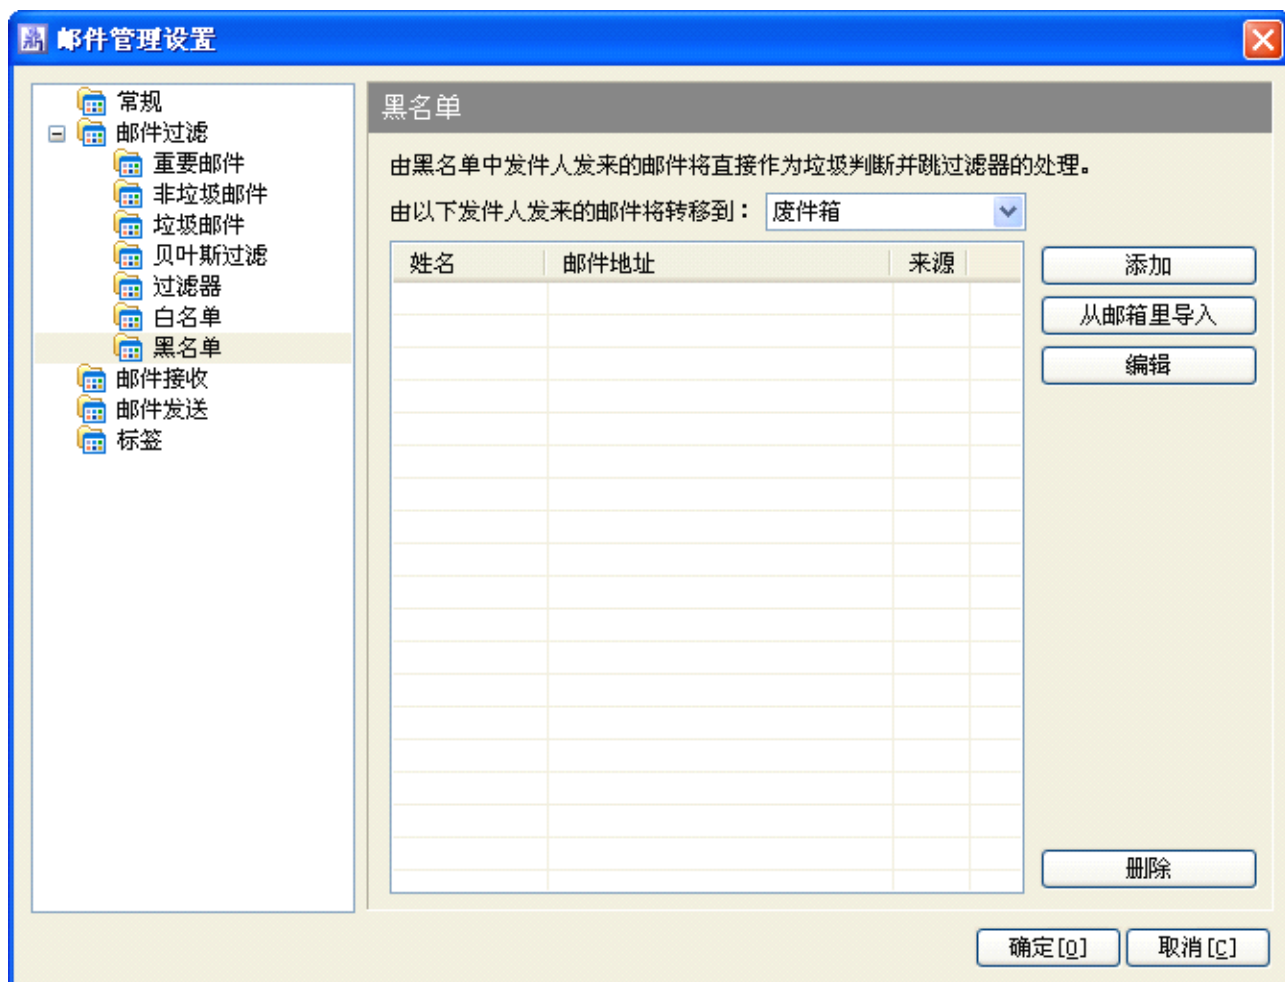 邮件管理设置
常规
邮件过滤
重要邮件
非垃圾邮件
垃圾邮件
贝叶斯过滤
过滤器
白名单
黑名单
邮件接收
邮件发送
标签
黑名单
由黑名单中发件人发来的邮件将直接作为垃圾判断并跳过滤器的处理。
由以下发件人发来的邮件将转移到： 废件箱
姓名 邮件地址 来源
添加
从邮箱里导入
编辑
删除
确定[O] 取消[C]